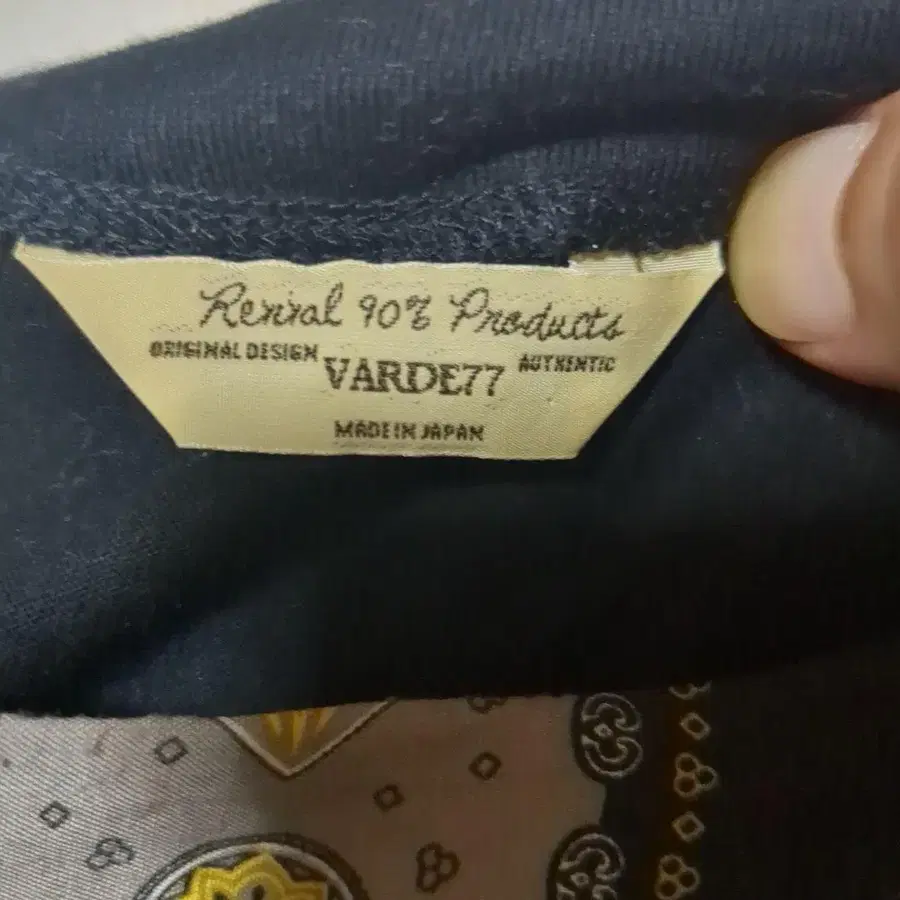 Revival 90% Products
ORIGINAL DESIGN VARDE77 AUTHENTIC
MADE IN JAPAN